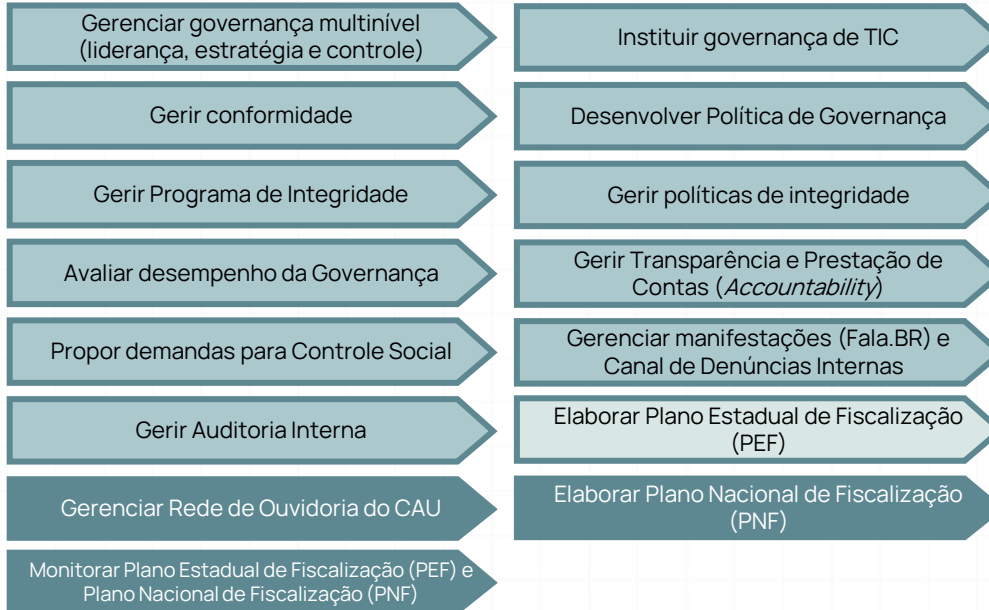 Gerenciar governança multinível
(liderança, estratégia e controle)
Instituir governança de TIC
Gerir conformidade
Desenvolver Política de Governança
Gerir Programa de Integridade
Gerir políticas de integridade
Avaliar desempenho da Governança
Gerir Transparência e Prestação de
Contas (Accountability)
Propor demandas para Controle Social
Gerenciar manifestações (Fala.BR) e
Canal de Denúncias Internas
Gerir Auditoria Interna
Elaborar Plano Estadual de Fiscalização
(PEF)
Gerenciar Rede de Ouvidoria do CAU
Elaborar Plano Nacional de Fiscalização
(PNF)
Monitorar Plano Estadual de Fiscalização (PEF) e
Plano Nacional de Fiscalização (PNF)